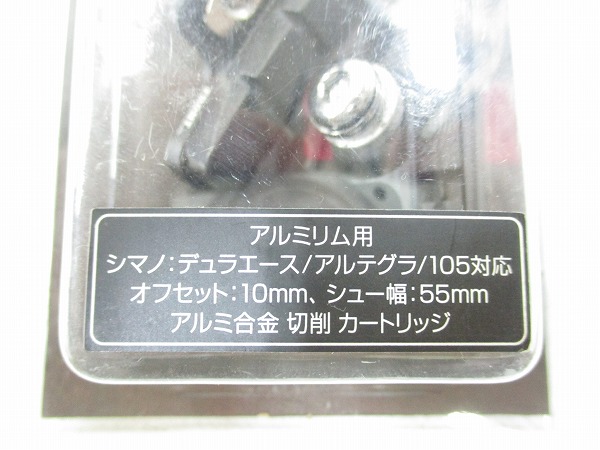 アルミリム用
シマノ：デュラエース/アルテグラ/105対応
オフセット：10mm、シュー幅：55mm
アルミ合金 切削 カートリッジ